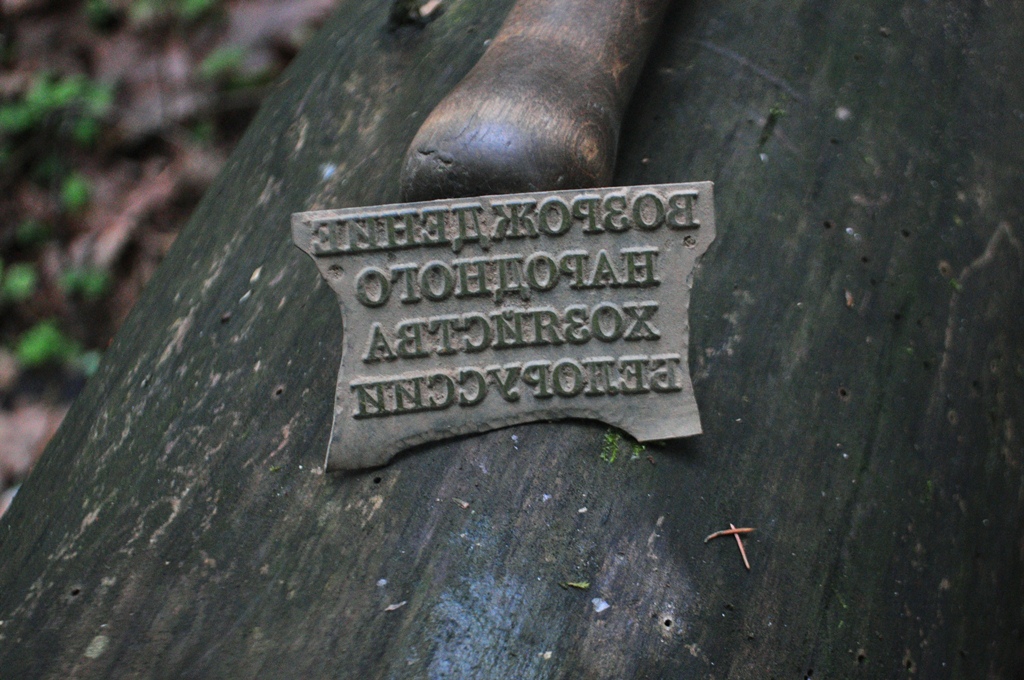 ВОЗРОЖДЕНИЕ
НАРОДНОГО
ХОЗЯЙСТВА
БЕЛОРУССИИ